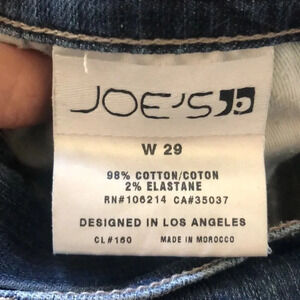 JOE'S
W 29
98% COTTON/COTON
2% ELASTANE
RN#106214 CA#35037
DESIGNED IN LOS ANGELES
CL#160 MADE IN MOROCCO